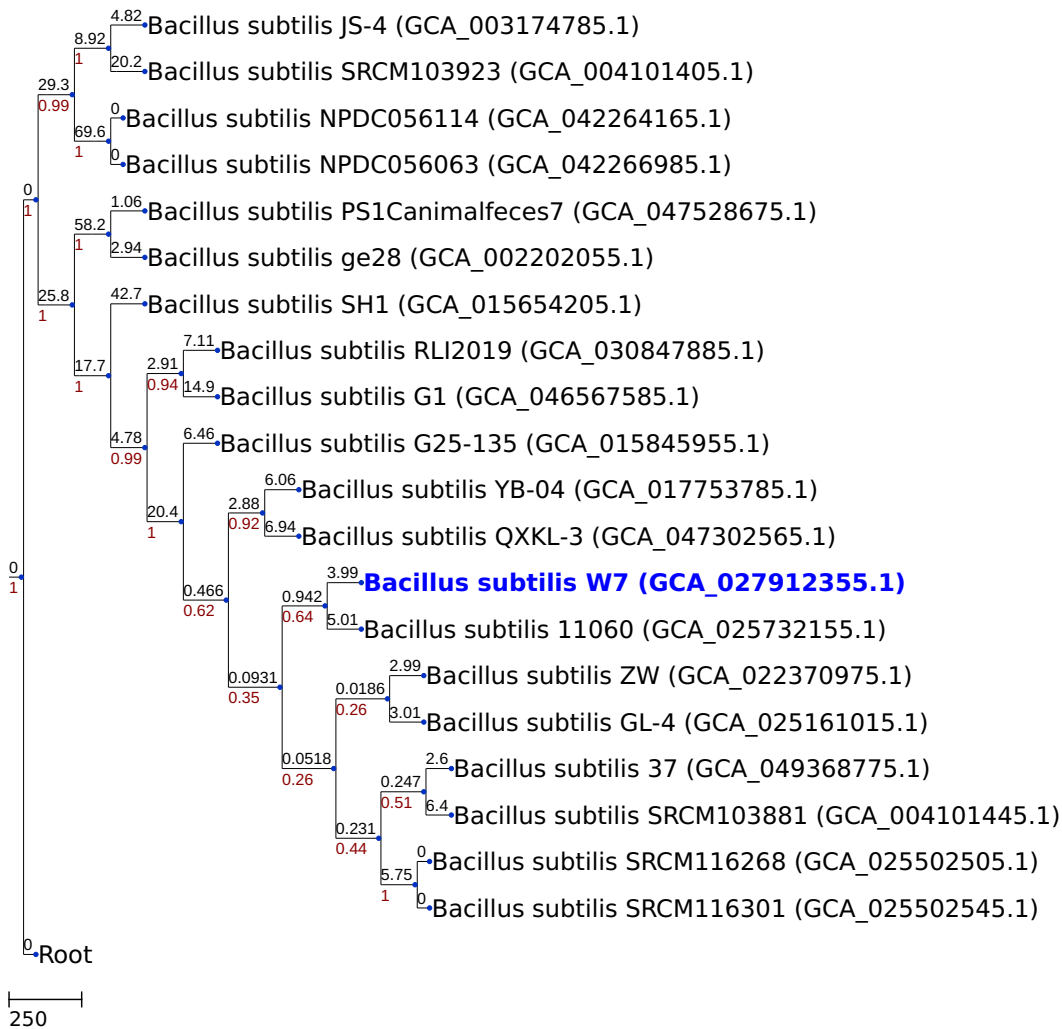 4.82
Bacillus subtilis JS-4 (GCA_003174785.1)
8.92
1
20.2
Bacillus subtilis SRCM103923 (GCA_004101405.1)
29.3
0.99
0
Bacillus subtilis NPDC056114 (GCA_042264165.1)
69.6
1
0
Bacillus subtilis NPDC056063 (GCA_042266985.1)
0
1
1.06
Bacillus subtilis PS1Canimalfeces7 (GCA_047528675.1)
58.2
1
2.94
Bacillus subtilis ge28 (GCA_002202055.1)
25.8
1
42.7
Bacillus subtilis SH1 (GCA_015654205.1)
17.7
1
7.11
Bacillus subtilis RLI2019 (GCA_030847885.1)
2.91
0.94
14.9
Bacillus subtilis G1 (GCA_046567585.1)
4.78
0.99
6.46
Bacillus subtilis G25-135 (GCA_015845955.1)
20.4
1
6.06
Bacillus subtilis YB-04 (GCA_017753785.1)
2.88
0.92
6.94
Bacillus subtilis QXKL-3 (GCA_047302565.1)
0
1
0.466
0.62
3.99
Bacillus subtilis W7 (GCA_027912355.1)
0.942
0.64
5.01
Bacillus subtilis 11060 (GCA_025732155.1)
0.0931
0.35
2.99
Bacillus subtilis ZW (GCA_022370975.1)
0.0186
0.26
3.01
Bacillus subtilis GL-4 (GCA_025161015.1)
0.0518
0.26
2.6
Bacillus subtilis 37 (GCA_049368775.1)
0.247
0.51
6.4
Bacillus subtilis SRCM103881 (GCA_004101445.1)
0.231
0.44
0
Bacillus subtilis SRCM116268 (GCA_025502505.1)
5.75
1
0
Bacillus subtilis SRCM116301 (GCA_025502545.1)
0
Root
250